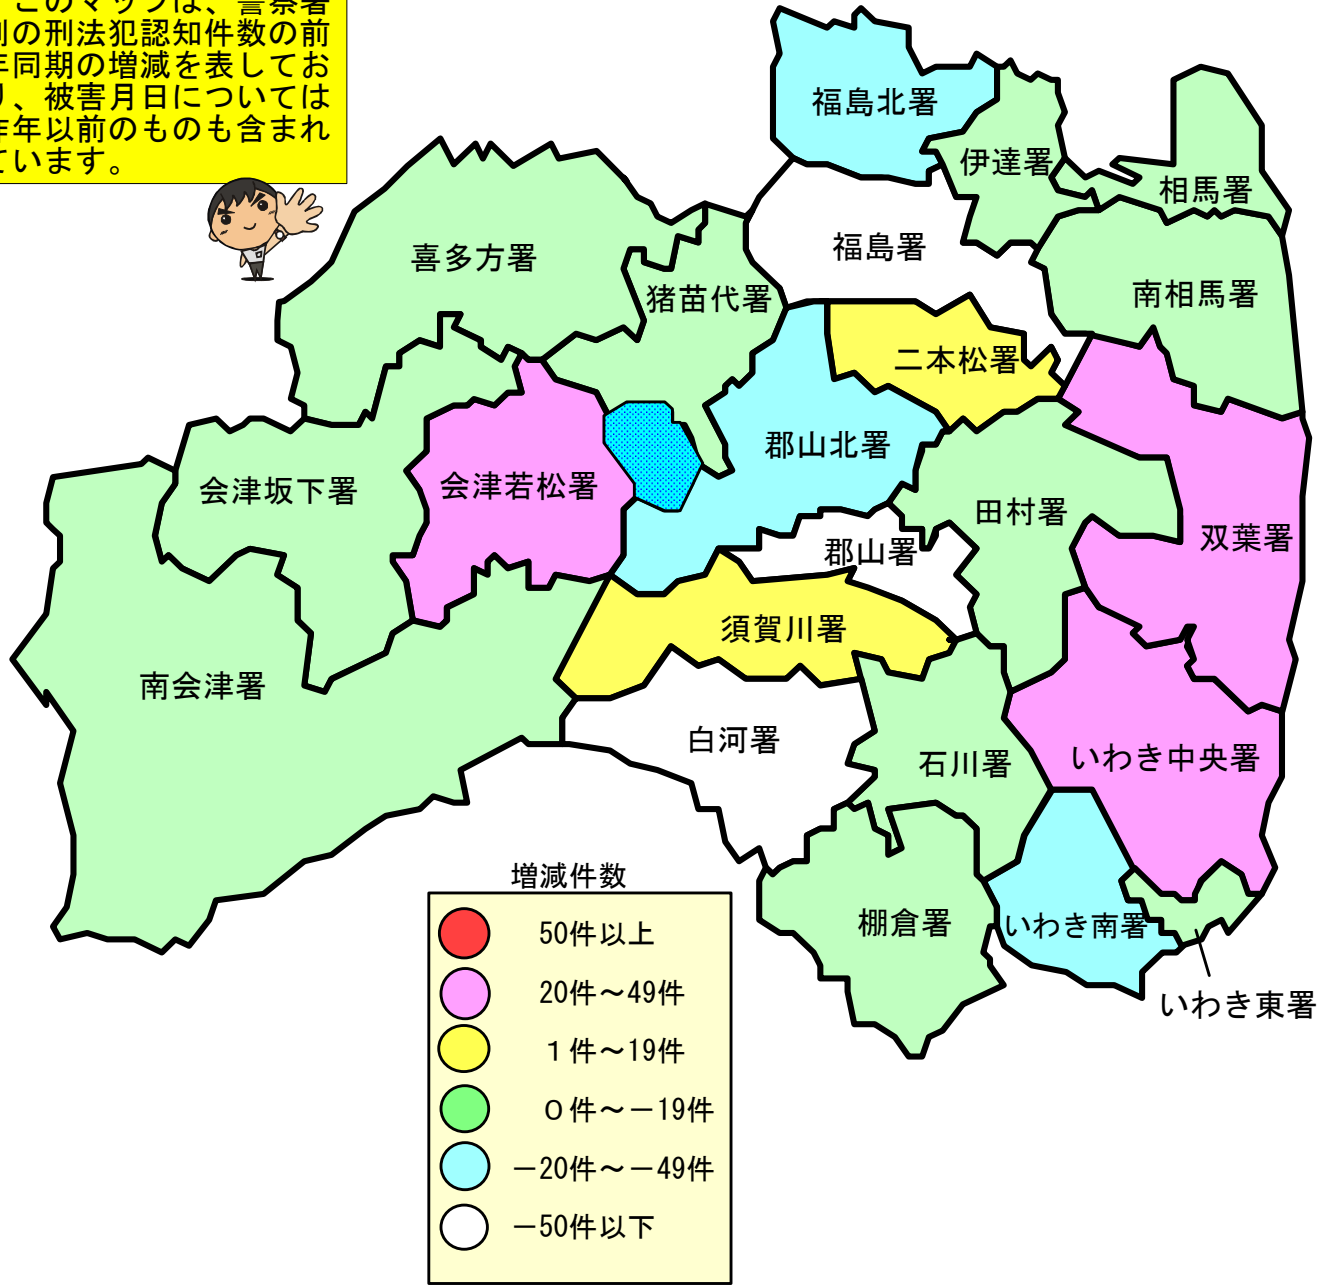 このマップは、警察署
別の刑法犯認知件数の前
年同期の増減を表してお
り、被害月日については
昨年以前のものも含まれ
ています。
福島北署
伊達署
相馬署
福島署
喜多方署
猪苗代署
南相馬署
二本松署
郡山北署
会津坂下署
会津若松署
田村署
双葉署
郡山署
須賀川署
南会津署
白河署
石川署
いわき中央署
棚倉署
いわき南署
いわき東署
増減件数
50件以上
20件～49件
１件～19件
０件～－19件
－20件～－49件
－50件以下